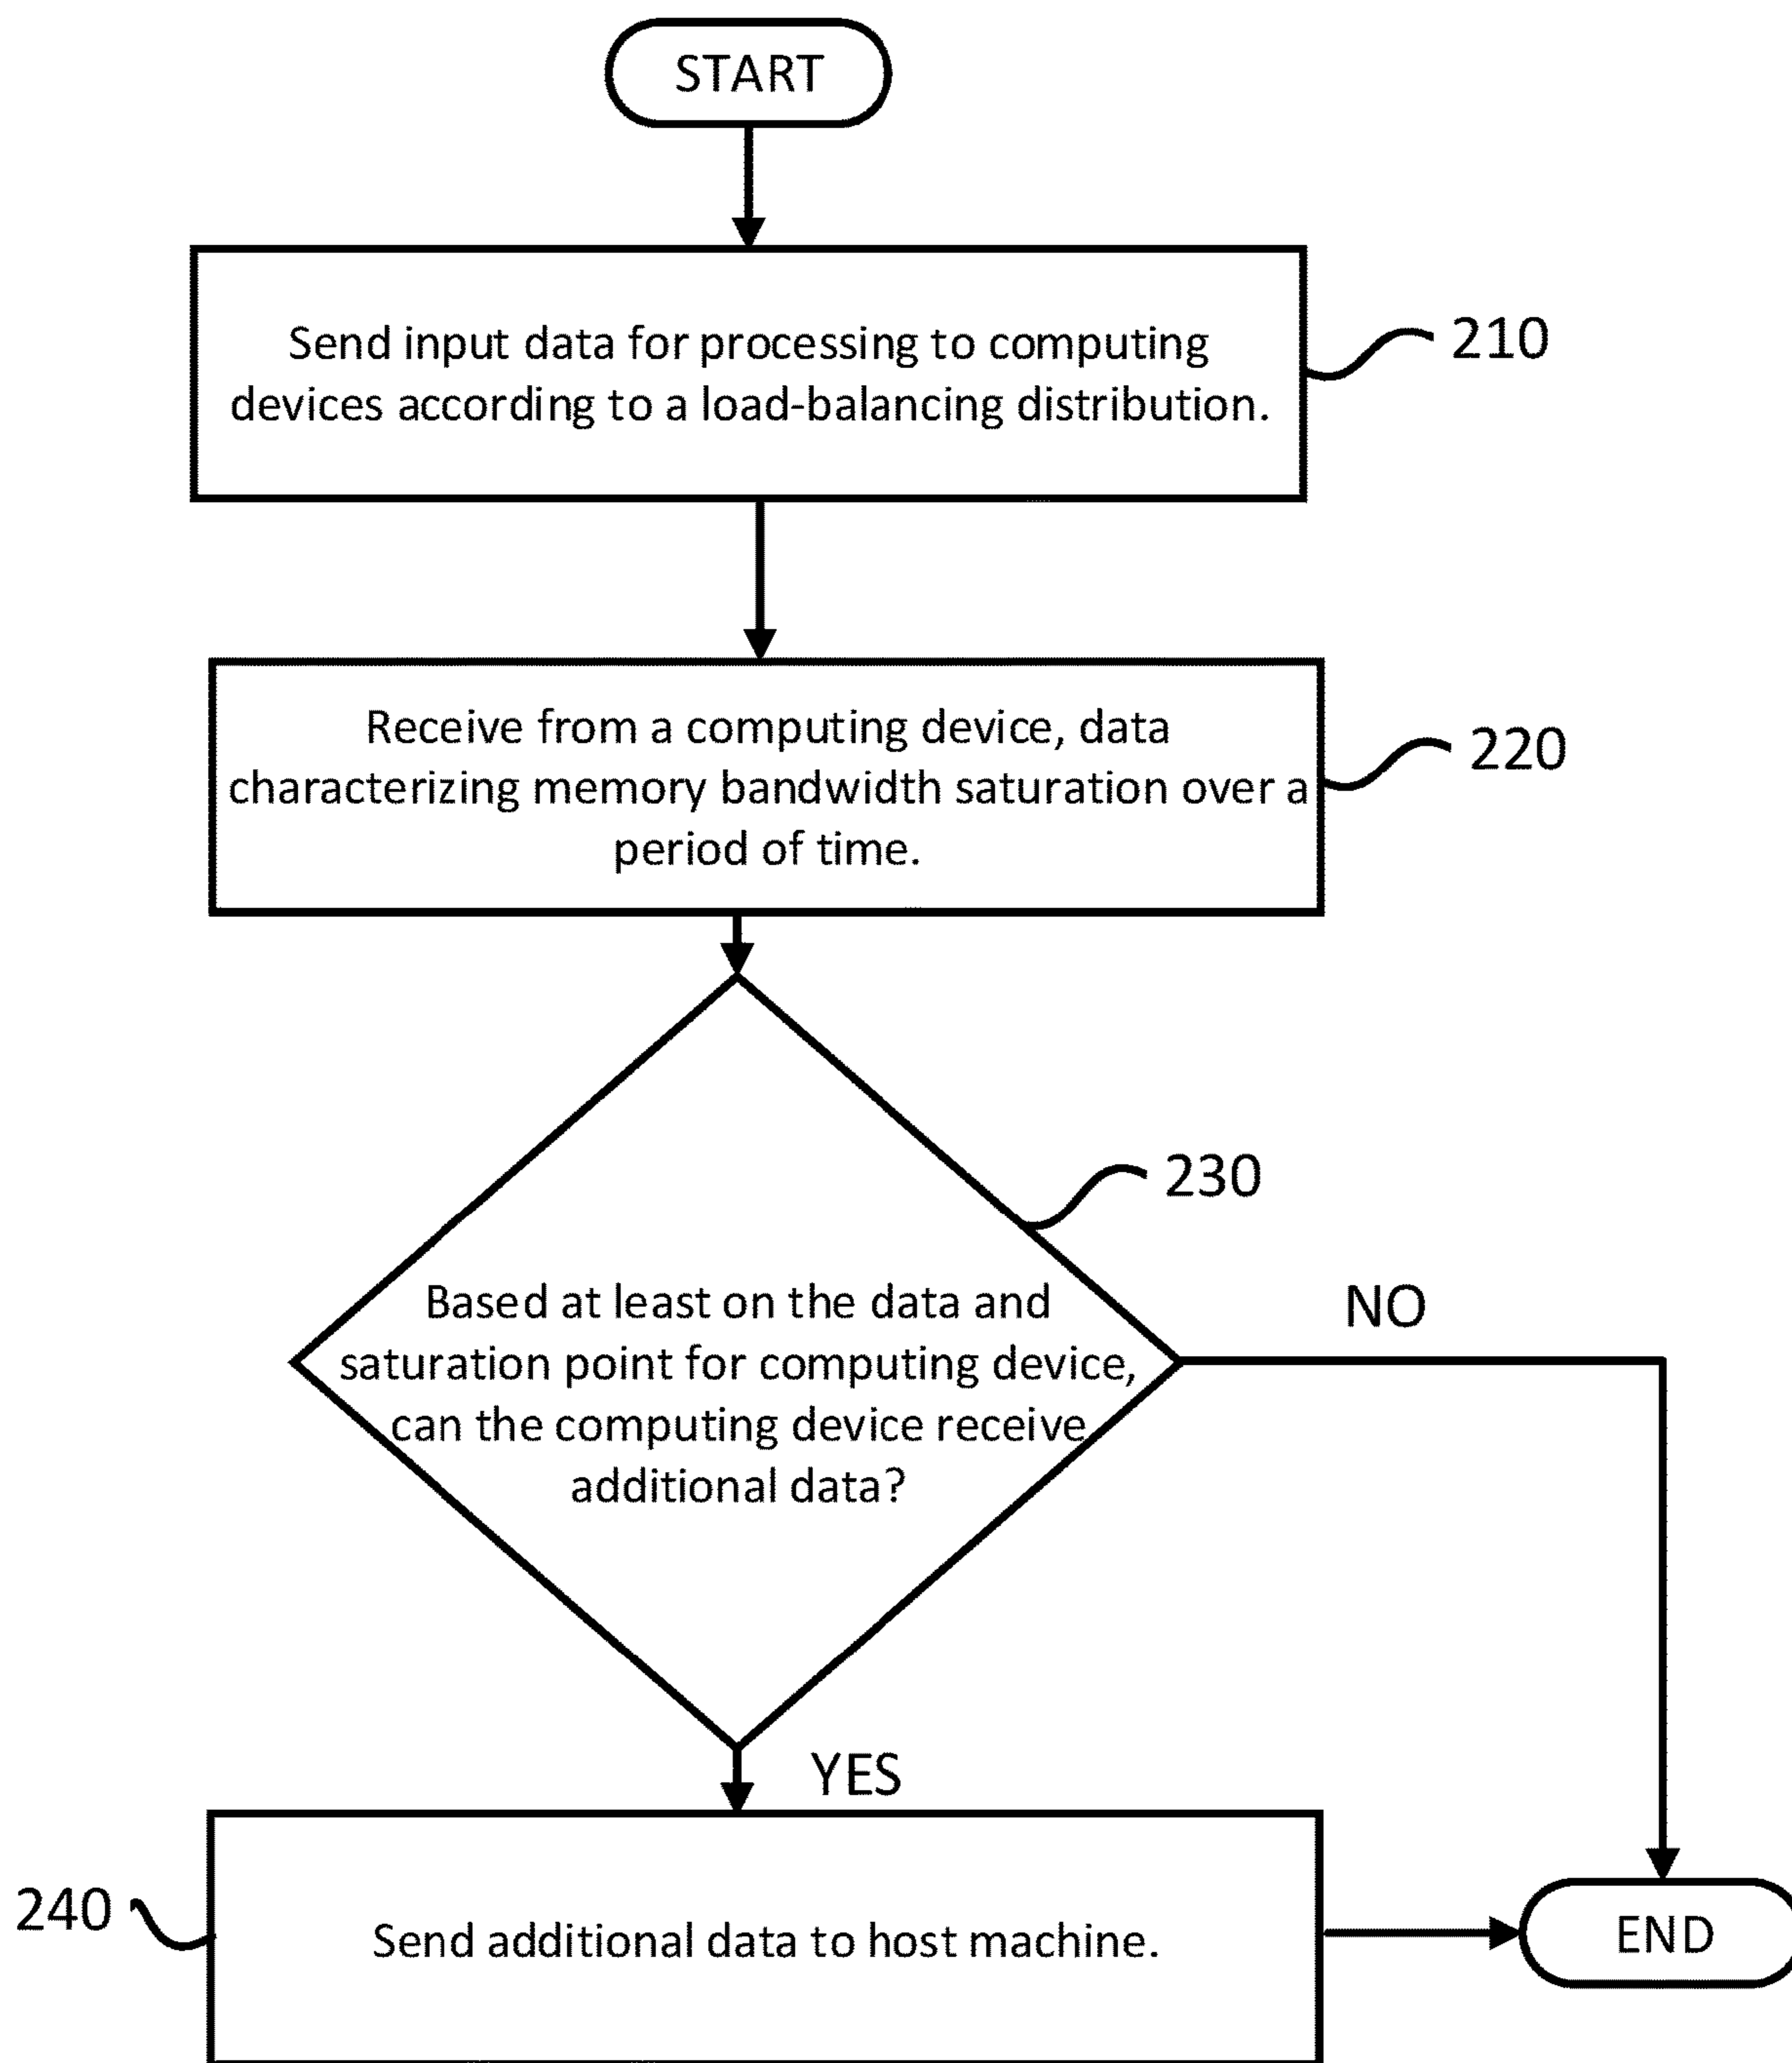 START
Send input data for processing to computing
devices according to a load-balancing distribution.
210
Receive from a computing device, data
characterizing memory bandwidth saturation over a
period of time.
220
230
Based at least on the data and
saturation point for computing device,
can the computing device receive
additional data?
NO
YES
240
Send additional data to host machine.
END